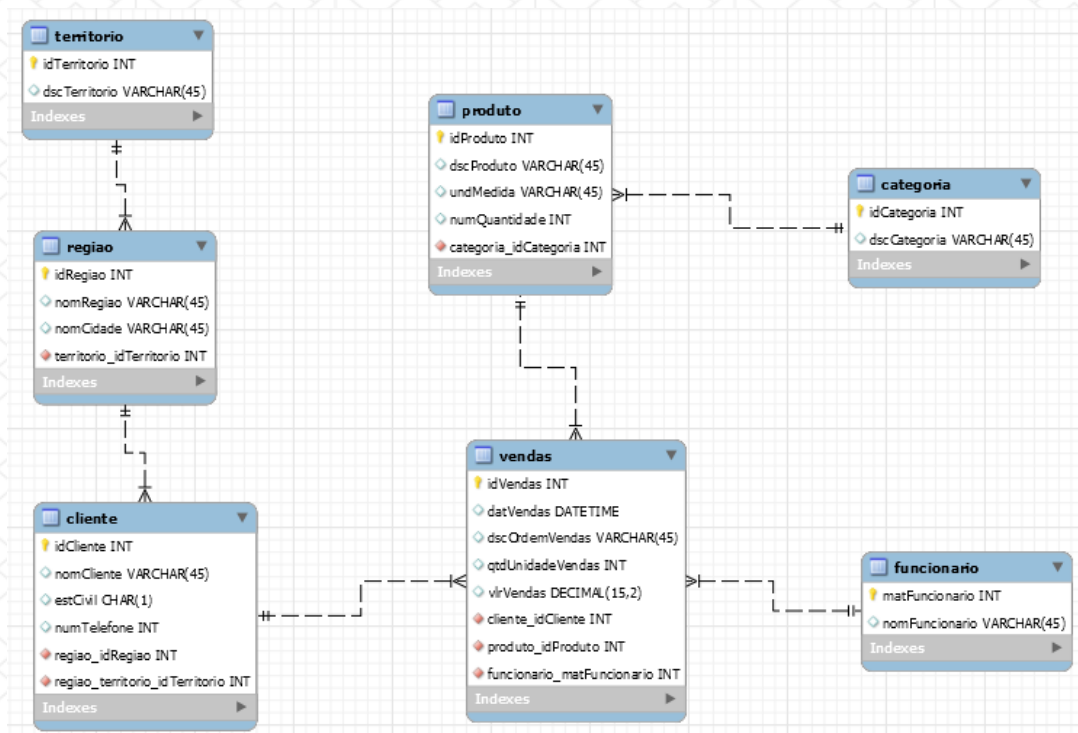 territorio
idTerritorio INT
dscTerritorio VARCHAR(45)
Indexes
regiao
idRegiao INT
nomRegiao VARCHAR(45)
nomCidade VARCHAR(45)
territorio_idTerritorio INT
Indexes
cliente
idCliente INT
nomCliente VARCHAR(45)
estCivil CHAR(1)
numTelefone INT
regiao_idRegiao INT
regiao_territorio_idTerritorio INT
Indexes
produto
idProduto INT
dscProduto VARCHAR(45)
undMedida VARCHAR(45)
numQuantidade INT
categoria_idCategoria INT
Indexes
categoria
idCategoria INT
dscCategoria VARCHAR(45)
Indexes
vendas
idVendas INT
datVendas DATETIME
dscOrdemVendas VARCHAR(45)
qtdUnidadeVendas INT
vlrVendas DECIMAL(15,2)
cliente_idCliente INT
produto_idProduto INT
funcionario_matFuncionario INT
Indexes
funcionario
matFuncionario INT
nomFuncionario VARCHAR(45)
Indexes